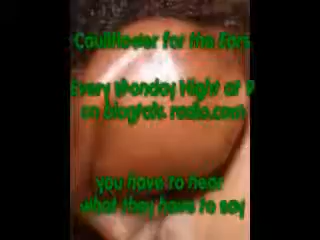 Cauliflower for the Ears
Every Monday Night at 9
on blogtalk radio.com
you have to hear
what they have to say